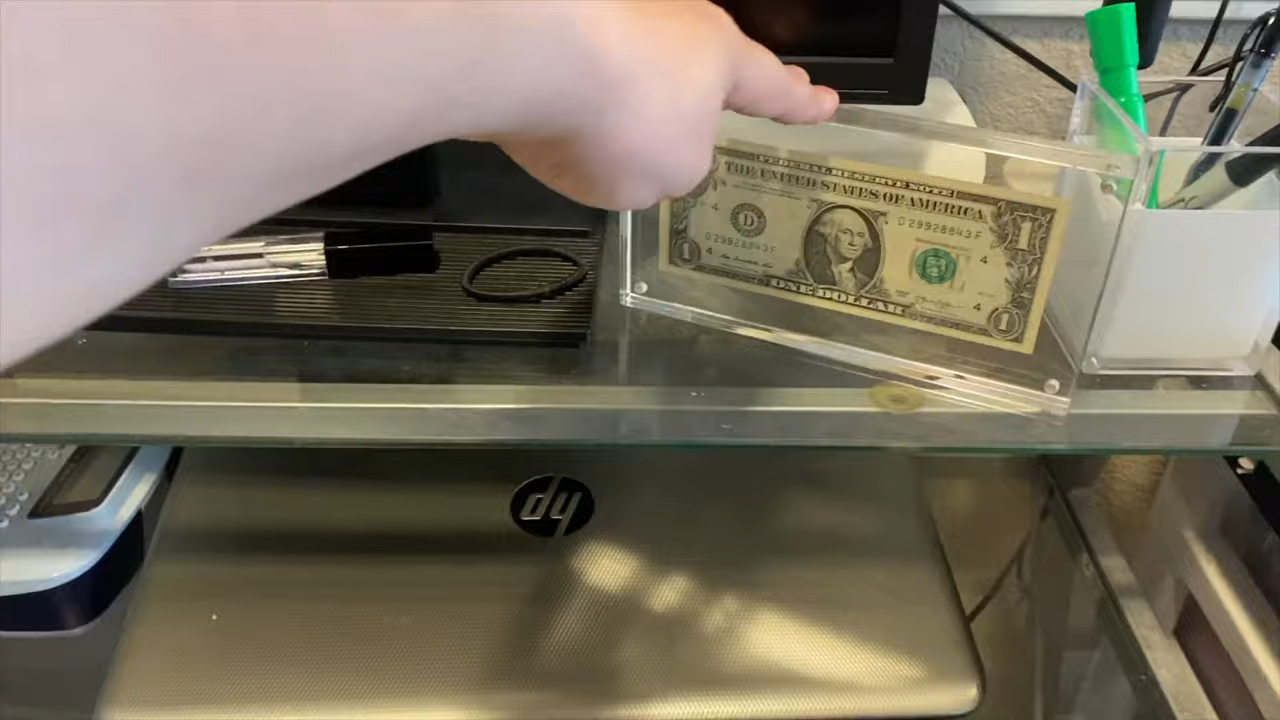 FEDERAL RESERVE NOTE
THE UNITED STATES OF AMERICA
D 29928843 F
4
D
4
D 29928843 F
4
1
4
1
ONE DOLLAR
1
hp